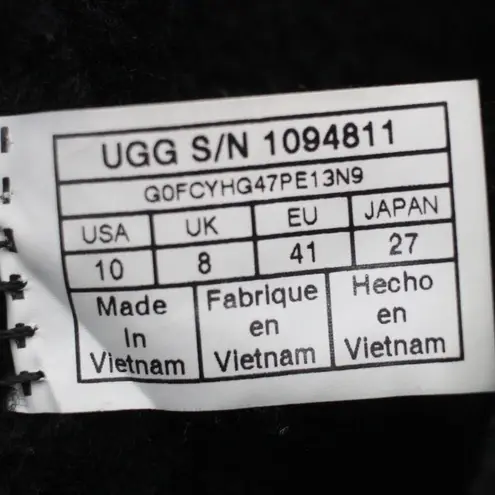 UGG S/N 1094811
G0FCYHG47PE13N9
USA UK EU JAPAN
10 8 41 27
Made Fabrique Hecho
In en en
Vietnam Vietnam Vietnam